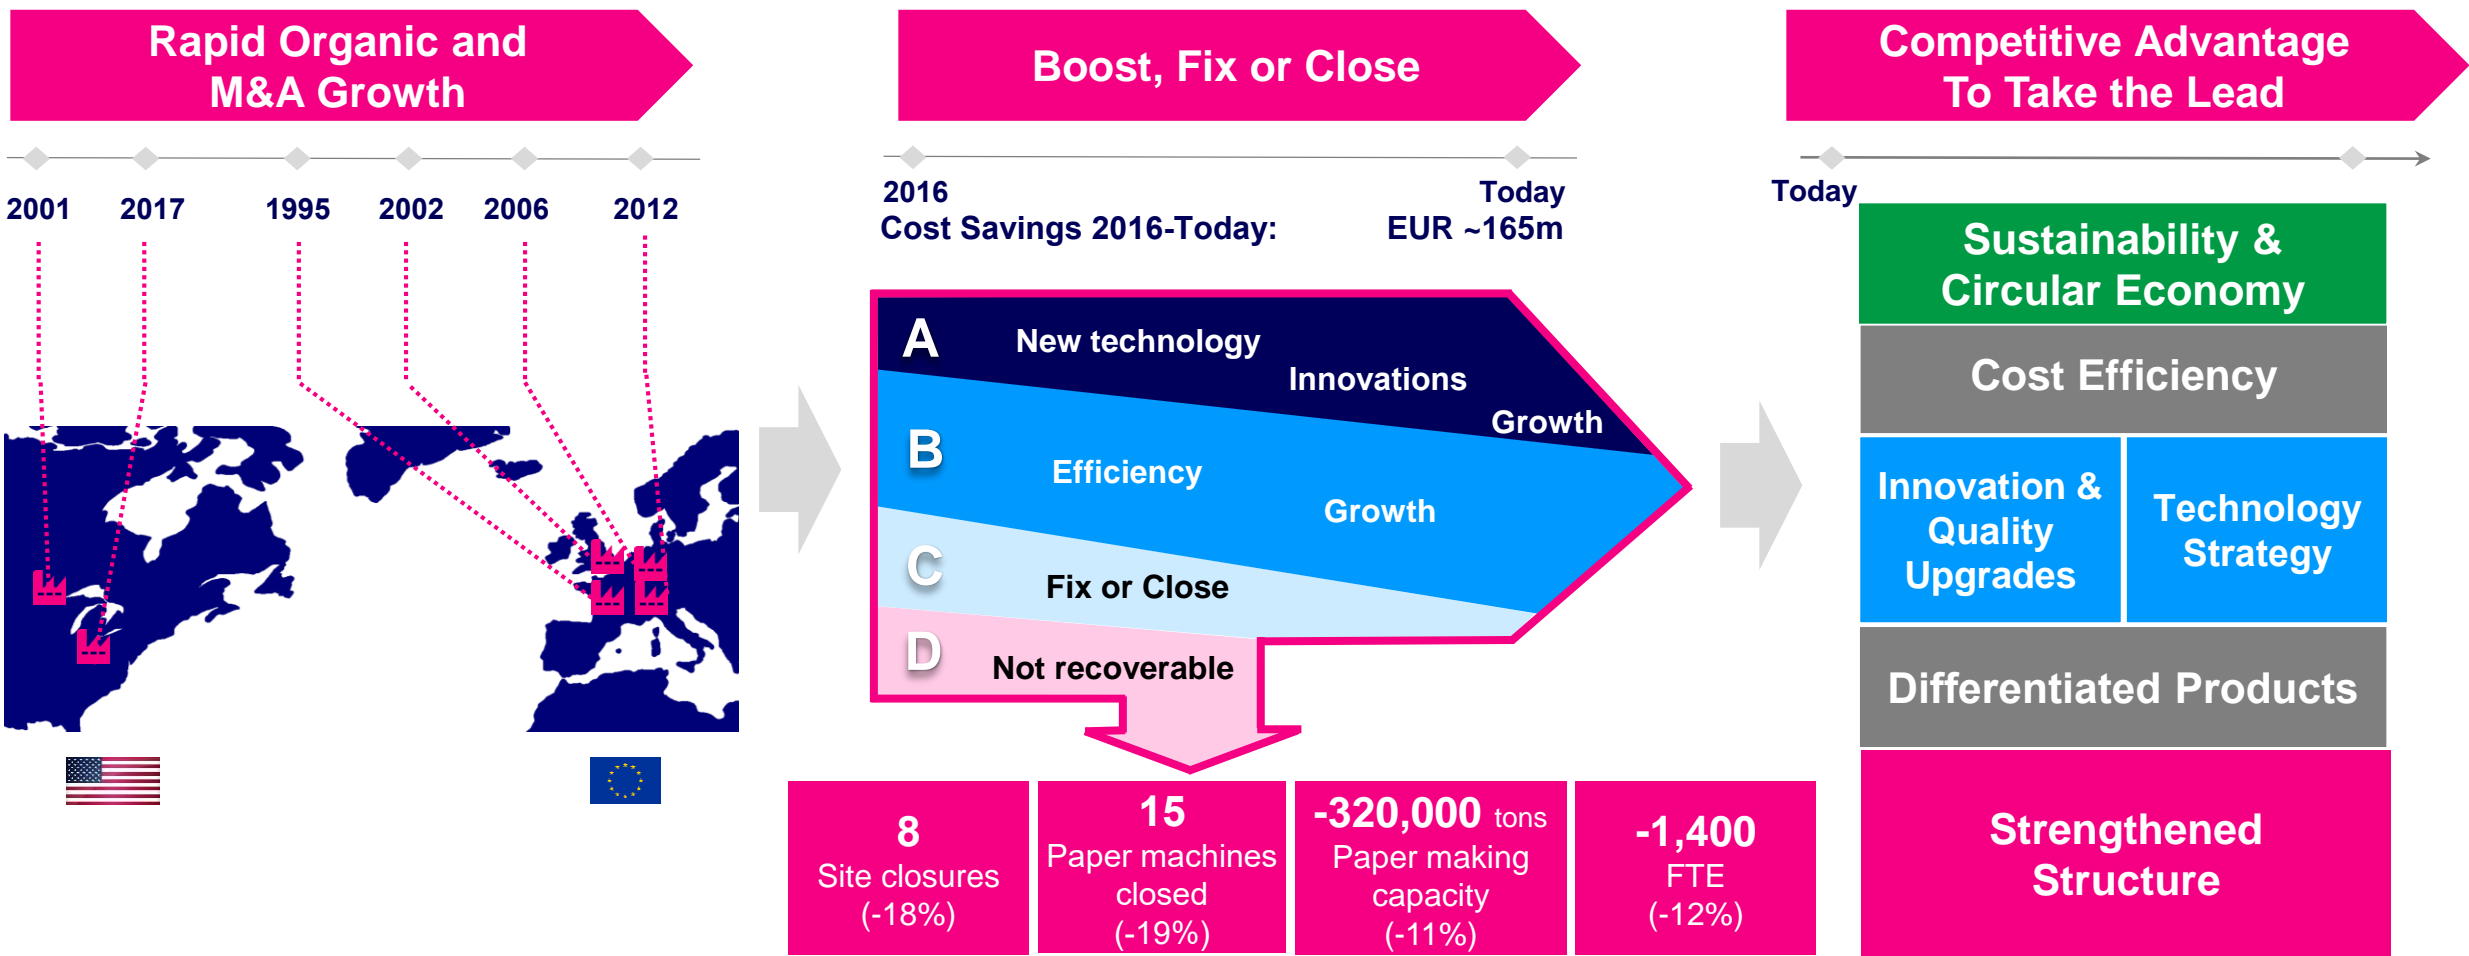 Rapid Organic and
M&A Growth
2001
2017
1995
2002
2006
2012
Boost, Fix or Close
2016
Today
Cost Savings 2016-Today: EUR ~165m
A
New technology
Innovations
Growth
B
Efficiency
Growth
C
Fix or Close
D
Not recoverable
8
Site closures
(-18%)
15
Paper machines
closed
(-19%)
-320,000 tons
Paper making
capacity
(-11%)
-1,400
FTE
(-12%)
Competitive Advantage
To Take the Lead
Today
Sustainability &
Circular Economy
Cost Efficiency
Innovation &
Quality
Upgrades
Technology
Strategy
Differentiated Products
Strengthened
Structure